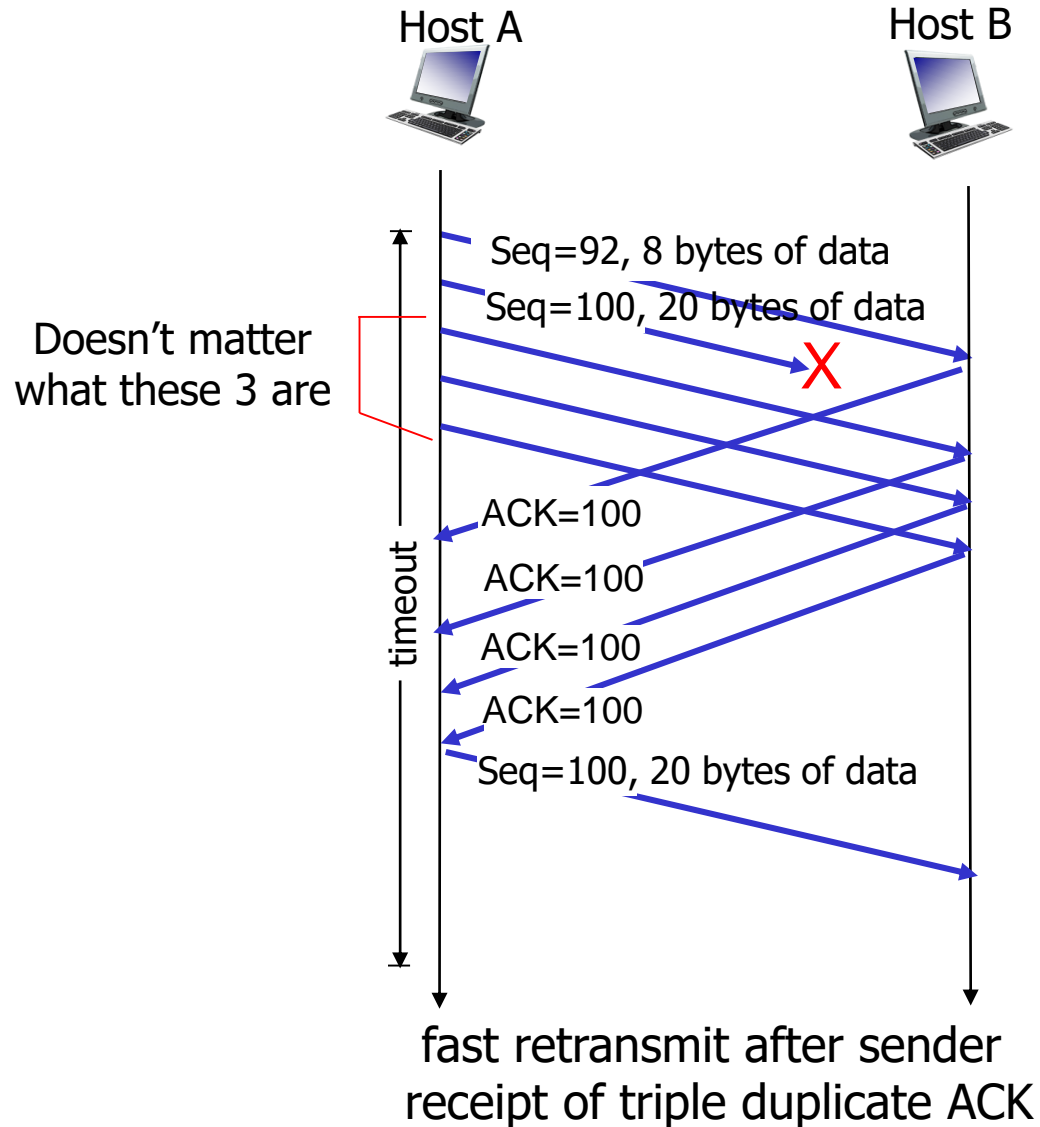 Host A
Host B
Seq=92, 8 bytes of data
Seq=100, 20 bytes of data
X
Doesn’t matter
what these 3 are
timeout
ACK=100
ACK=100
ACK=100
ACK=100
Seq=100, 20 bytes of data
fast retransmit after sender
receipt of triple duplicate ACK